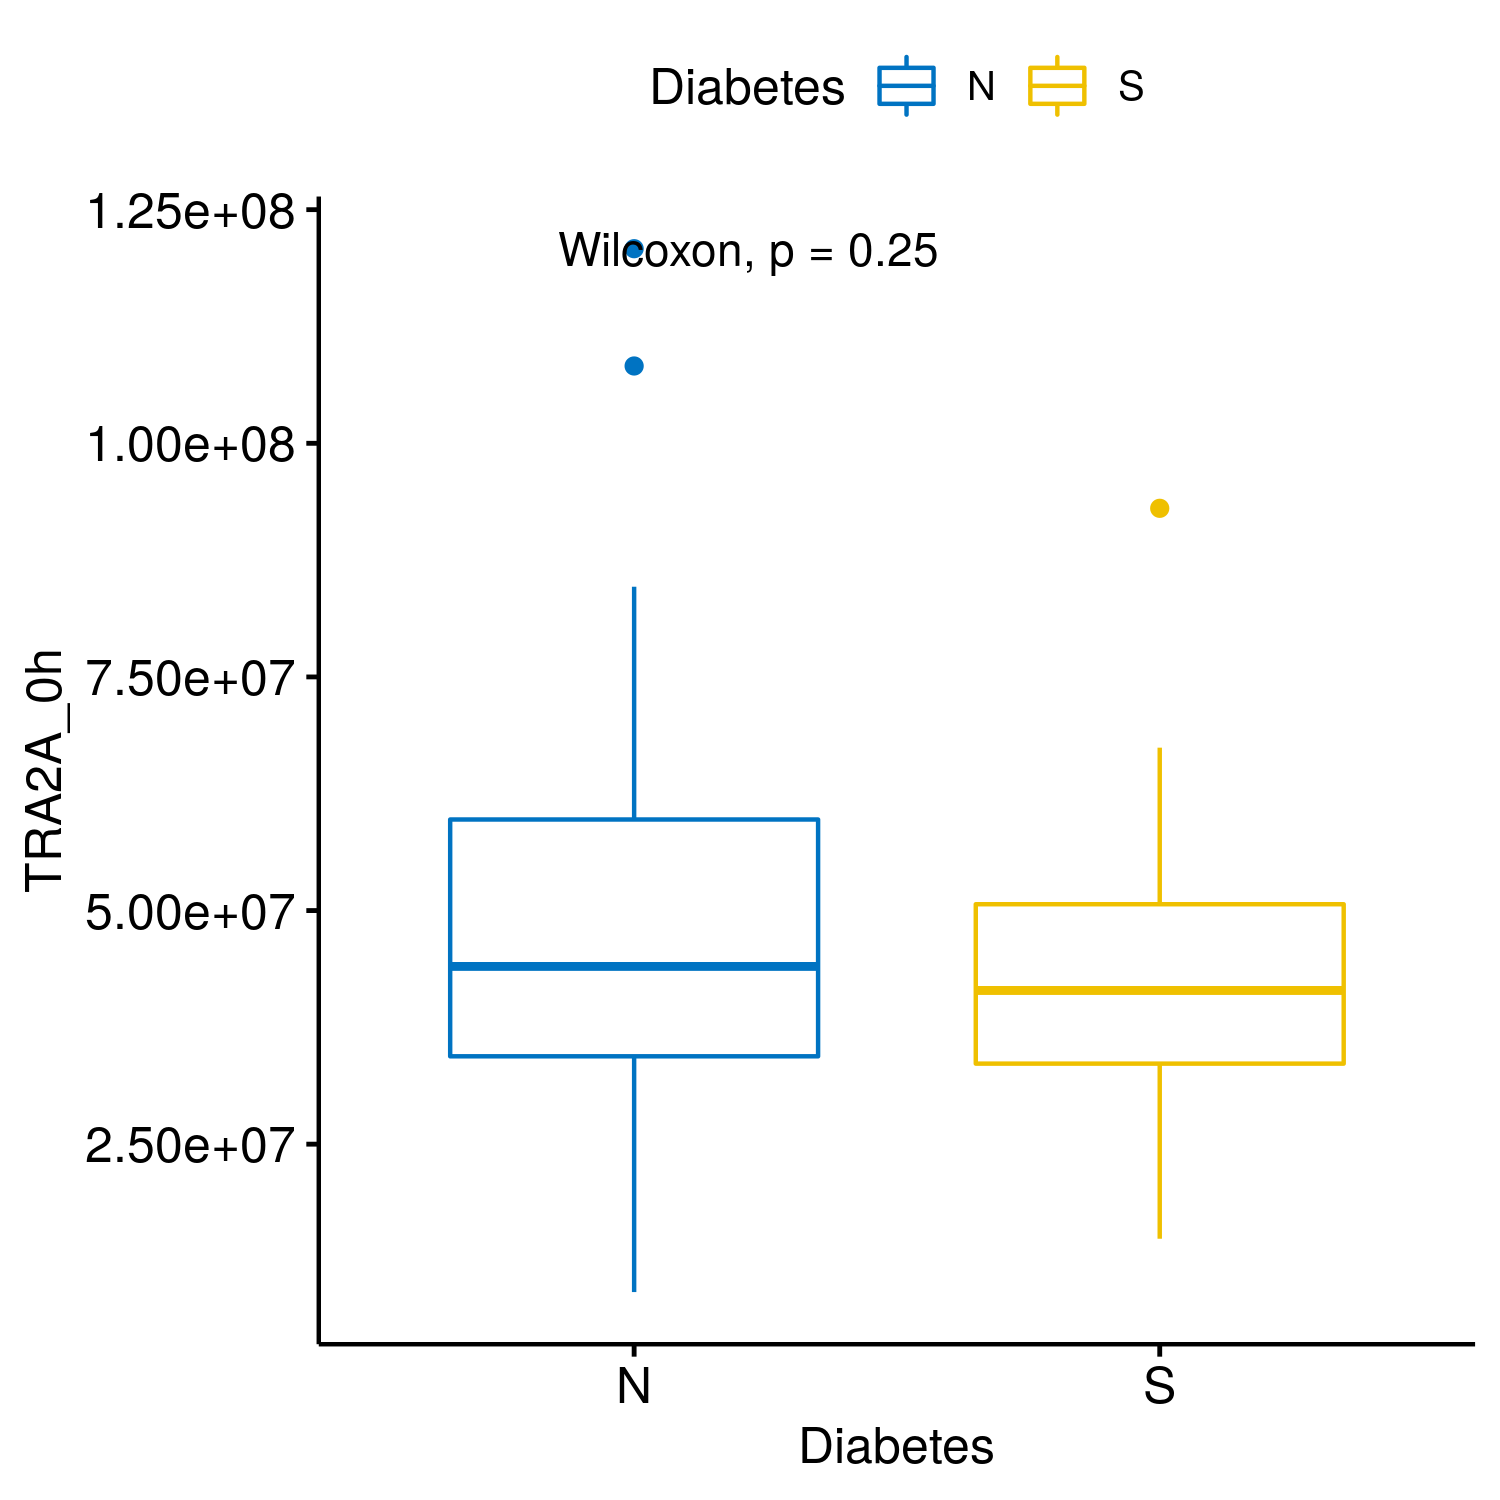 Diabetes N S
1.25e+08
Wilcoxon, p = 0.25
1.00e+08
7.50e+07
5.00e+07
2.50e+07
TRA2A_0h
N S
Diabetes